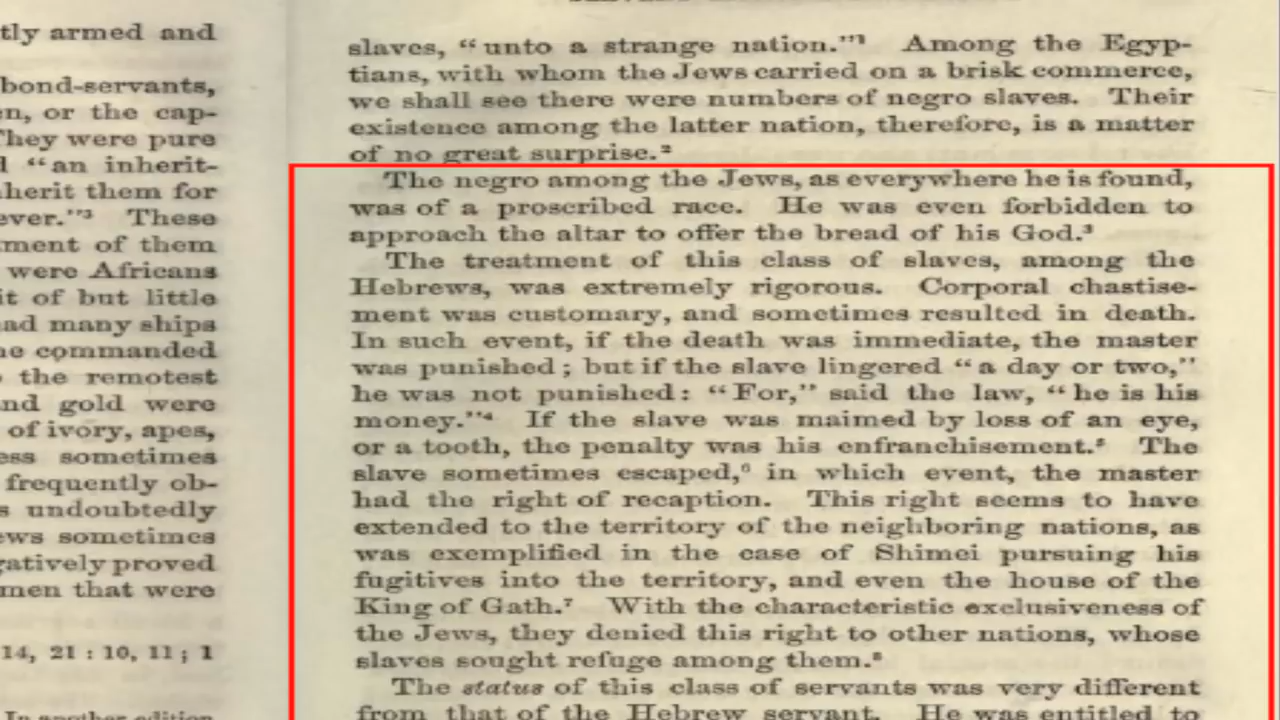 tly armed and
bond-servants,
en, or the cap-
They were pure
"an inherit-
nherit them for
ever."³ These
ment of them
were Africans
it of but little
had many ships
he commanded
the remotest
nd gold were
of ivory, apes,
ess sometimes
frequently ob-
s undoubtedly
ews sometimes
gatively proved
men that were
14, 21 : 10, 11 ; 1
In another edition
slaves, "unto a strange nation."¹ Among the Egyp-
tians, with whom the Jews carried on a brisk commerce,
we shall see there were numbers of negro slaves. Their
existence among the latter nation, therefore, is a matter
of no great surprise.²
The negro among the Jews, as everywhere he is found,
was of a proscribed race. He was even forbidden to
approach the altar to offer the bread of his God.³
The treatment of this class of slaves, among the
Hebrews, was extremely rigorous. Corporal chastise-
ment was customary, and sometimes resulted in death.
In such event, if the death was immediate, the master
was punished ; but if the slave lingered "a day or two,"
he was not punished: "For," said the law, "he is his
money."⁴ If the slave was maimed by loss of an eye,
or a tooth, the penalty was his enfranchisement.⁵ The
slave sometimes escaped,⁶ in which event, the master
had the right of recaption. This right seems to have
extended to the territory of the neighboring nations, as
was exemplified in the case of Shimei pursuing his
fugitives into the territory, and even the house of the
King of Gath.⁷ With the characteristic exclusiveness of
the Jews, they denied this right to other nations, whose
slaves sought refuge among them.⁸
The status of this class of servants was very different
from that of the Hebrew servant. He was entitled to